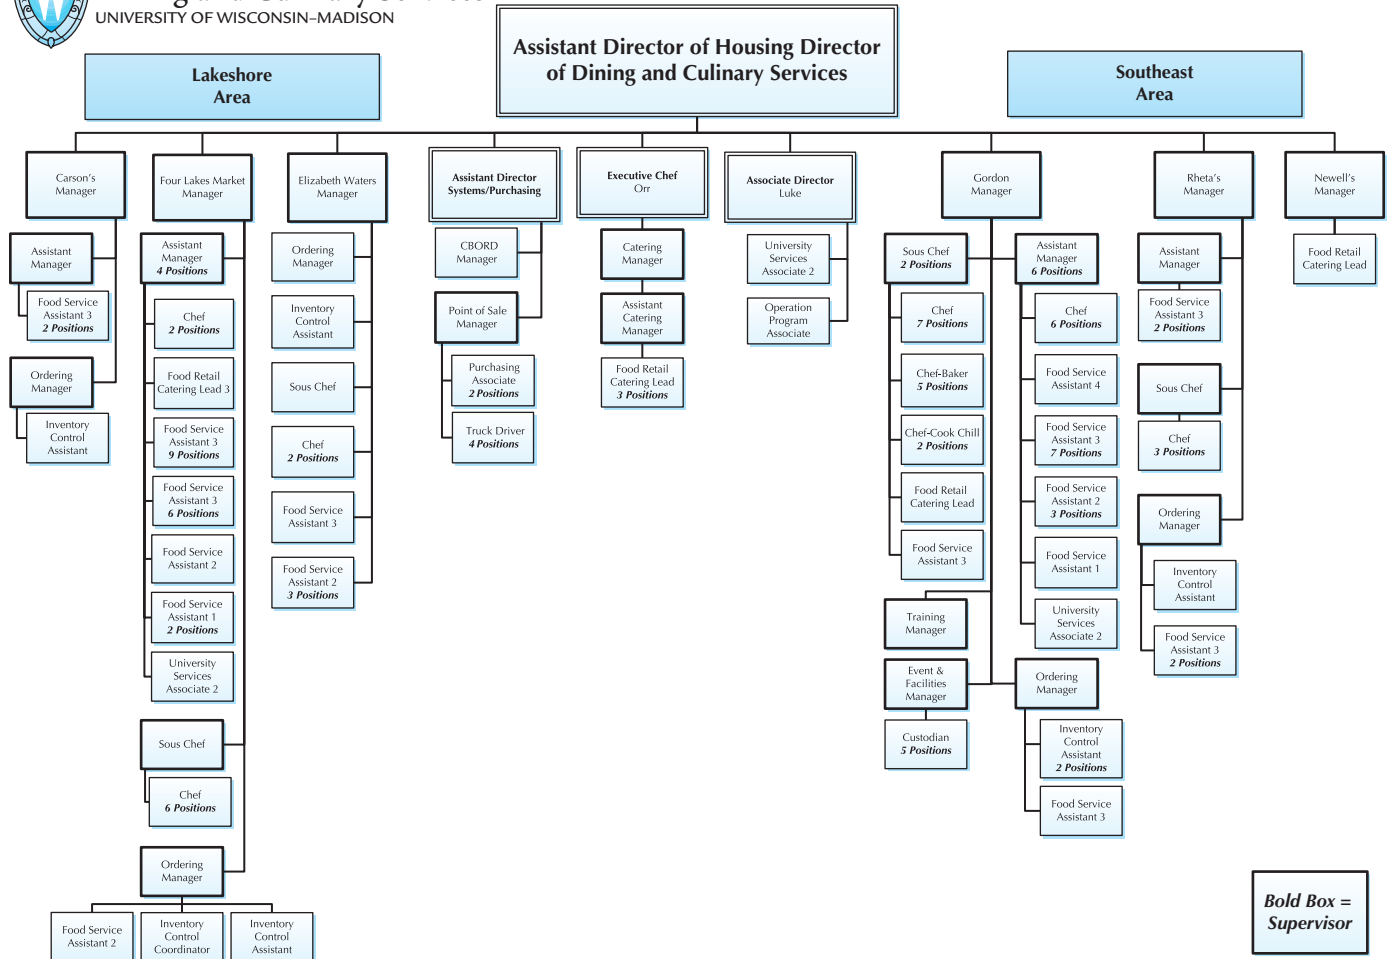 UNIVERSITY OF WISCONSIN–MADISON
Assistant Director of Housing Director
of Dining and Culinary Services
Lakeshore
Area
Southeast
Area
Carson's
Manager
Four Lakes Market
Manager
Elizabeth Waters
Manager
Assistant Director
Systems/Purchasing
Executive Chef
Orr
Associate Director
Luke
Gordon
Manager
Rheta's
Manager
Newell's
Manager
Assistant
Manager
Food Service
Assistant 3
2 Positions
Ordering
Manager
Inventory
Control
Assistant
Assistant
Manager
4 Positions
Chef
2 Positions
Food Retail
Catering Lead 3
Food Service
Assistant 3
9 Positions
Food Service
Assistant 3
6 Positions
Food Service
Assistant 2
Food Service
Assistant 1
2 Positions
University
Services
Associate 2
Sous Chef
Chef
6 Positions
Ordering
Manager
Food Service
Assistant 2
Inventory
Control
Coordinator
Inventory
Control
Assistant
Ordering
Manager
Inventory
Control
Assistant
Sous Chef
Chef
2 Positions
Food Service
Assistant 3
Food Service
Assistant 2
3 Positions
CBORD
Manager
Point of Sale
Manager
Purchasing
Associate
2 Positions
Truck Driver
4 Positions
Catering
Manager
Assistant
Catering
Manager
Food Retail
Catering Lead
3 Positions
University
Services
Associate 2
Operation
Program
Associate
Sous Chef
2 Positions
Chef
7 Positions
Chef-Baker
5 Positions
Chef-Cook Chill
2 Positions
Food Retail
Catering Lead
Food Service
Assistant 3
Training
Manager
Event &
Facilities
Manager
Custodian
5 Positions
Assistant
Manager
6 Positions
Chef
6 Positions
Food Service
Assistant 4
Food Service
Assistant 3
7 Positions
Food Service
Assistant 2
3 Positions
Food Service
Assistant 1
University
Services
Associate 2
Ordering
Manager
Inventory
Control
Assistant
2 Positions
Food Service
Assistant 3
Assistant
Manager
Food Service
Assistant 3
2 Positions
Sous Chef
Chef
3 Positions
Ordering
Manager
Inventory
Control
Assistant
Food Service
Assistant 3
2 Positions
Food Retail
Catering Lead
Bold Box =
Supervisor